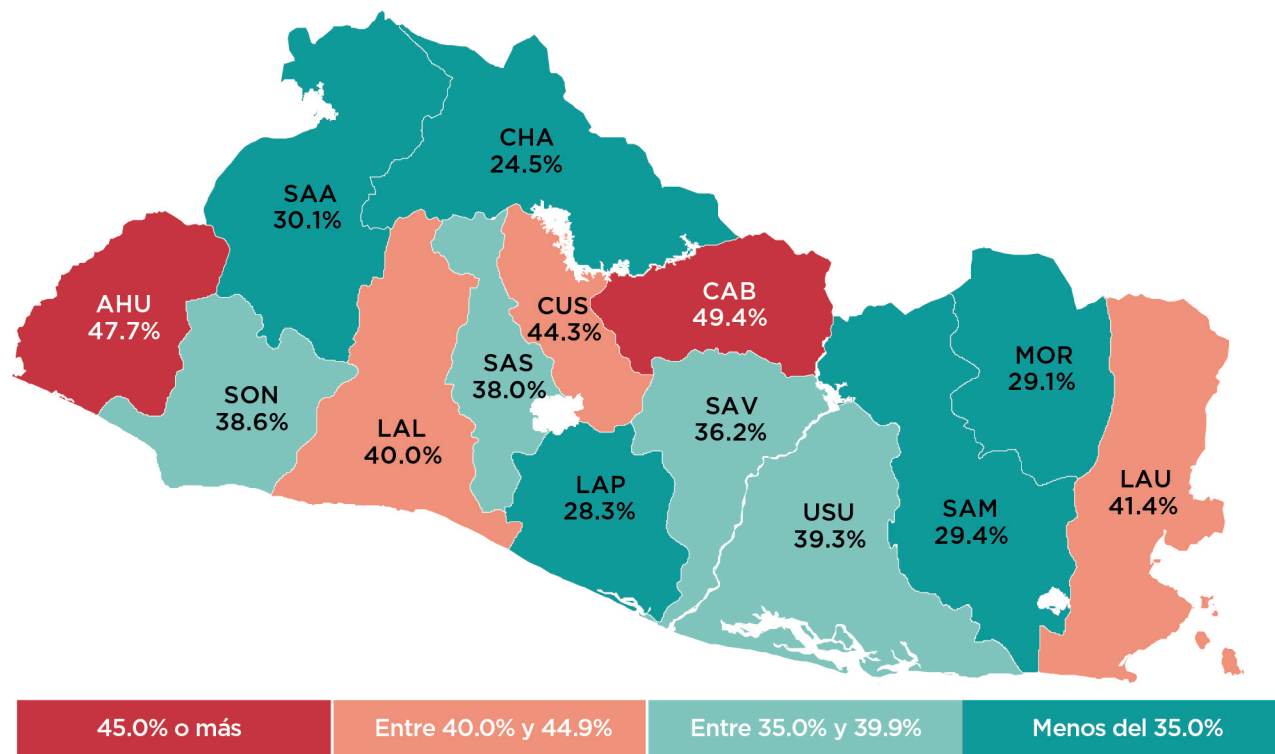 CHA
24.5%
SAA
30.1%
AHU
47.7%
CUS
44.3%
CAB
49.4%
SAS
38.0%
MOR
29.1%
SON
38.6%
SAV
36.2%
LAL
40.0%
LAP
28.3%
USU
39.3%
SAM
29.4%
LAU
41.4%
45.0% o más
Entre 40.0% y 44.9%
Entre 35.0% y 39.9%
Menos del 35.0%